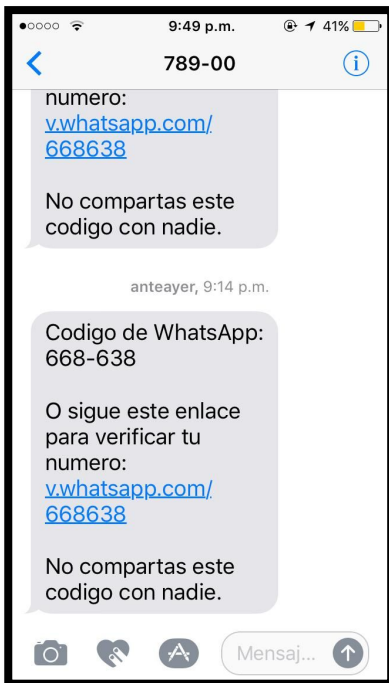 9:49 p.m.
41%
789-00
numero:
v.whatsapp.com/
668638
No compartas este
codigo con nadie.
anteayer, 9:14 p.m.
Codigo de WhatsApp:
668-638
O sigue este enlace
para verificar tu
numero:
v.whatsapp.com/
668638
No compartas este
codigo con nadie.
Mensaj...